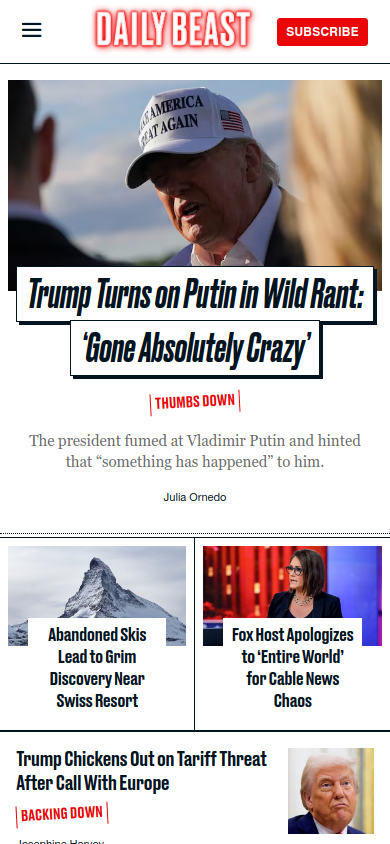 DAILY BEAST
SUBSCRIBE
AMERICA
GREAT AGAIN
Trump Turns on Putin in Wild Rant:
‘Gone Absolutely Crazy’
THUMBS DOWN
The president fumed at Vladimir Putin and hinted
that “something has happened” to him.
Julia Ornedo
Abandoned Skis
Lead to Grim
Discovery Near
Swiss Resort
Fox Host Apologizes
to ‘Entire World’
for Cable News
Chaos
Trump Chickens Out on Tariff Threat
After Call With Europe
BACKING DOWN
Josephine Harvey